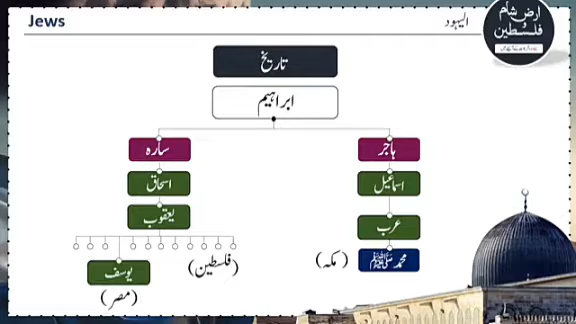 Jews
الیہود
ارض شام
و
فلسطین
تاریخ
ابراہیم
ہاجر
سارہ
اسماعیل
اسحاق
عرب
یعقوب
محمد ﷺ
(مکہ)
(فلسطین)
یوسف
(مصر)